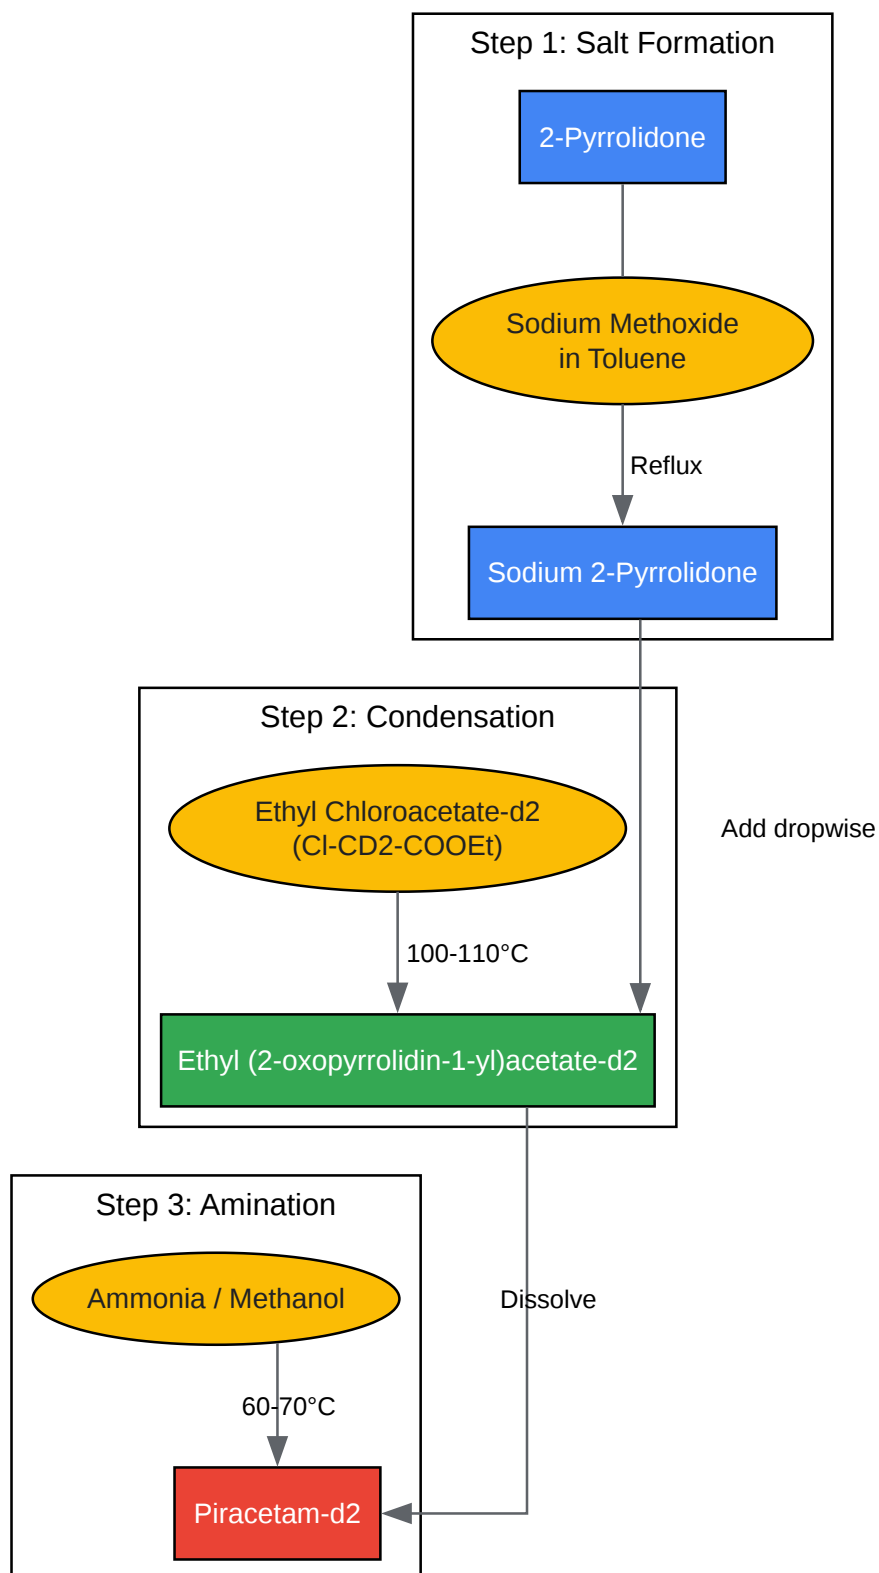 Step 1: Salt Formation
2-Pyrrolidone
Sodium Methoxide
in Toluene
Reflux
Sodium 2-Pyrrolidone
Step 2: Condensation
Ethyl Chloroacetate-d2
(Cl-CD2-COOEt)
Add dropwise
100-110°C
Ethyl (2-oxopyrrolidin-1-yl)acetate-d2
Step 3: Amination
Ammonia / Methanol
Dissolve
60-70°C
Piracetam-d2